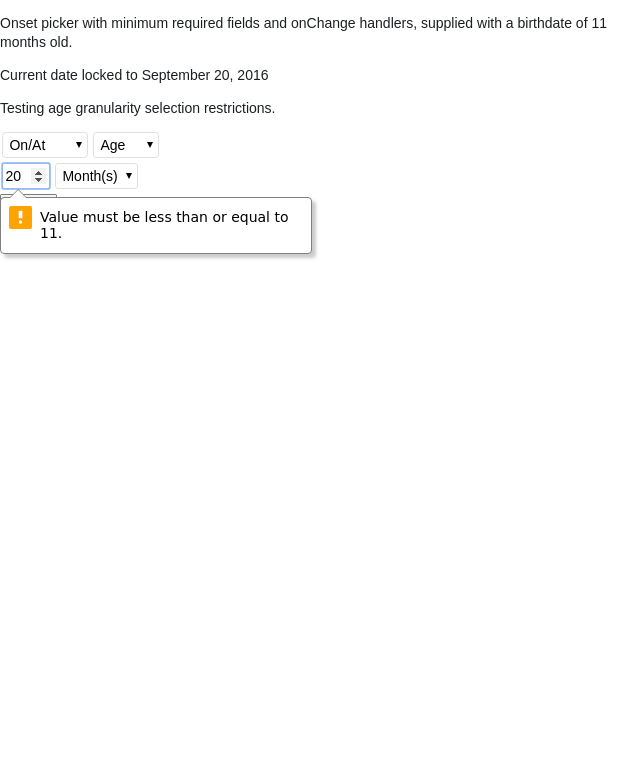 Onset picker with minimum required fields and onChange handlers, supplied with a birthdate of 11
months old.
Current date locked to September 20, 2016
Testing age granularity selection restrictions.
On/At Age
20 Month(s)
Value must be less than or equal to
11.